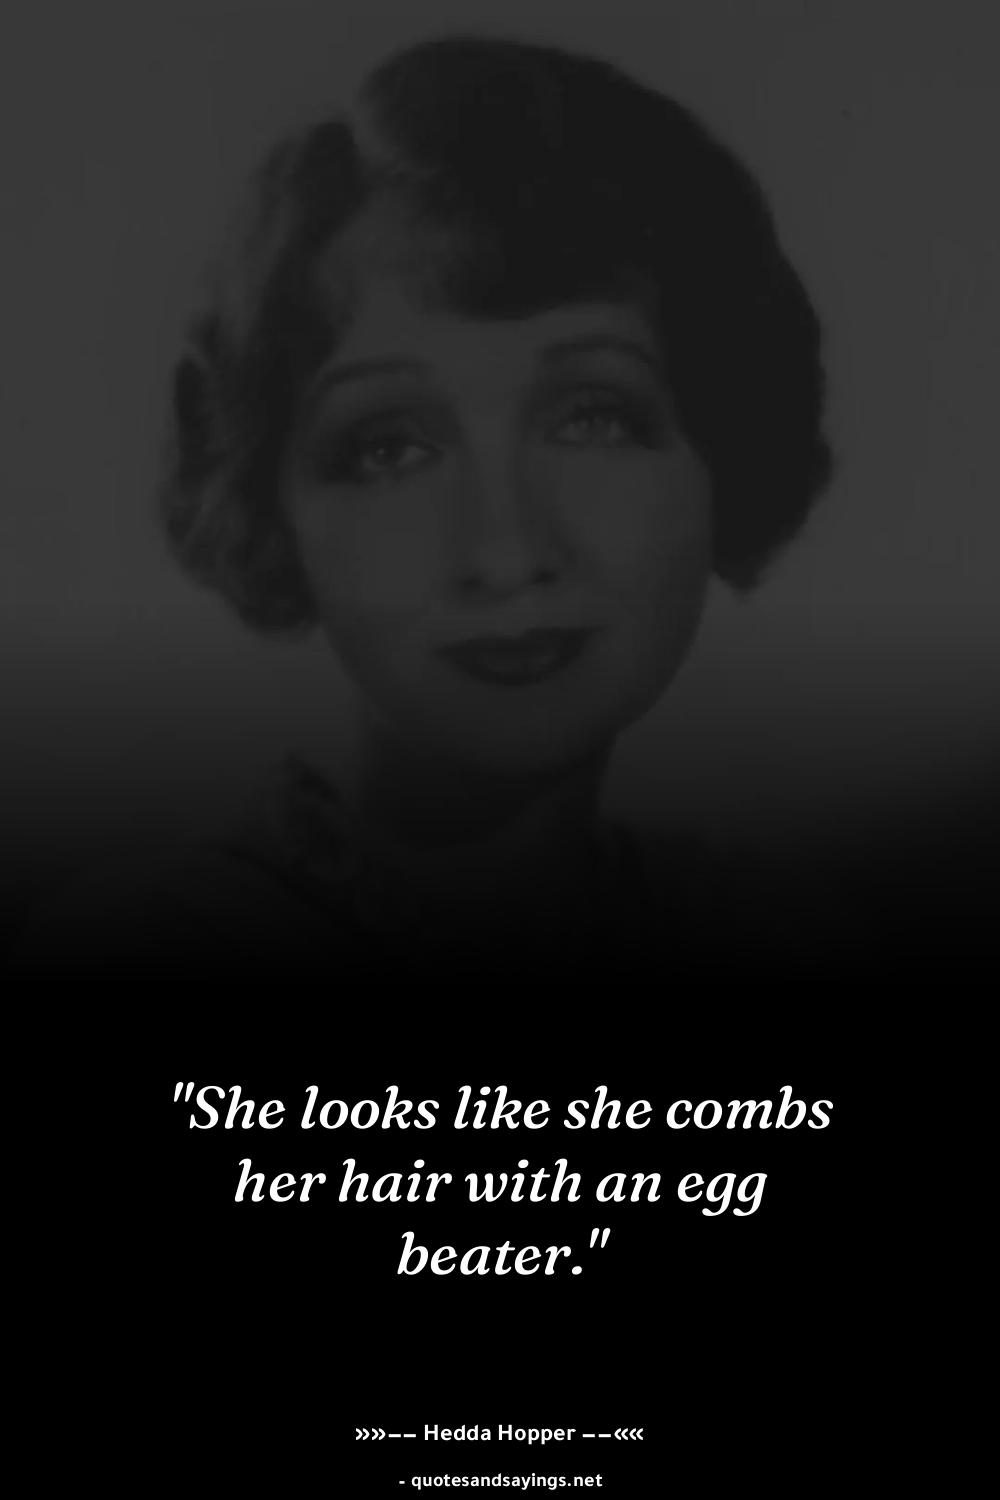 "She looks like she combs
her hair with an egg
beater."
»»–– Hedda Hopper ––««
- quotesandsayings.net